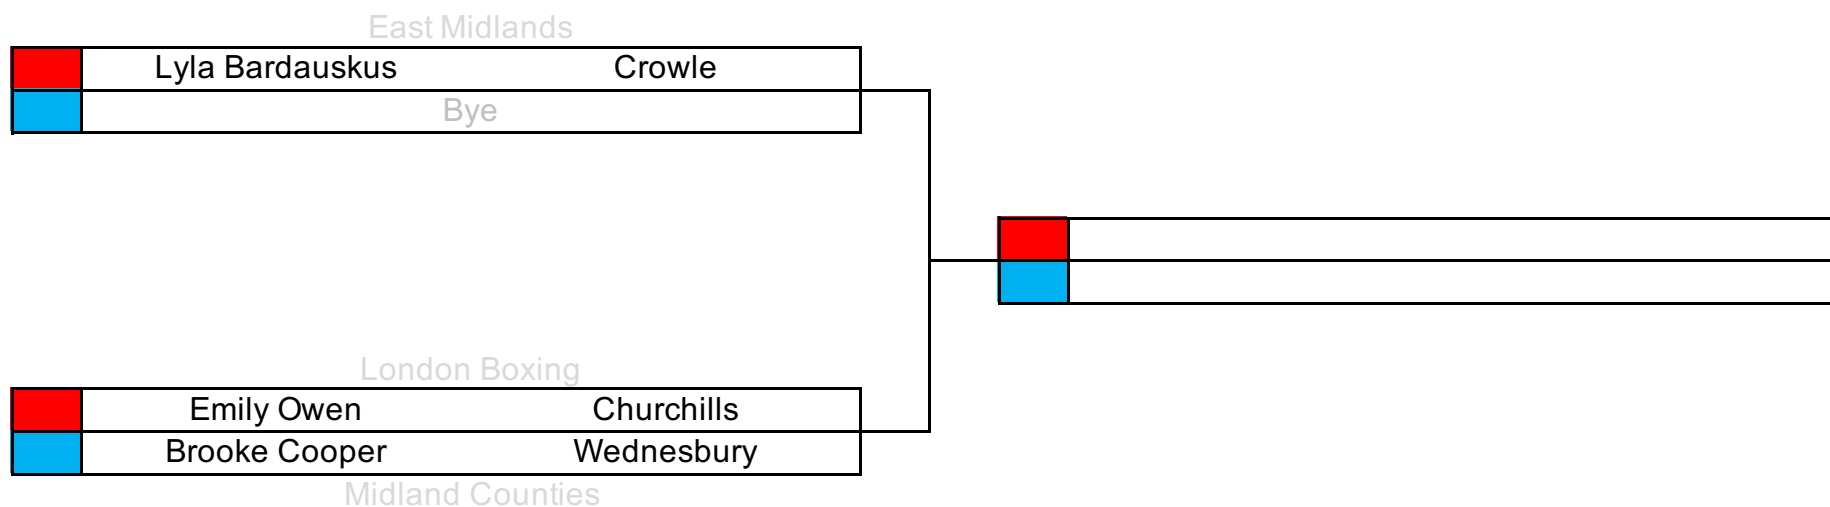 East Midlands
Lyla Bardauskus Crowle
Bye
London Boxing
Emily Owen Churchills
Brooke Cooper Wednesbury
Midland Counties